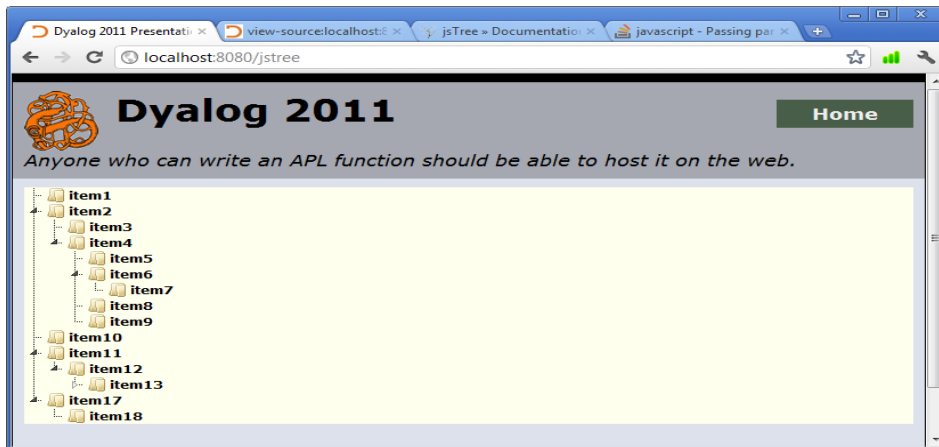 Dyalog 2011 Presentati
view-source:localhost:8
jsTree » Documentation
javascript - Passing par
localhost:8080/jstree
Dyalog 2011
Home
Anyone who can write an APL function should be able to host it on the web.
item1
item2
item3
item4
item5
item6
item7
item8
item9
item10
item11
item12
item13
item17
item18